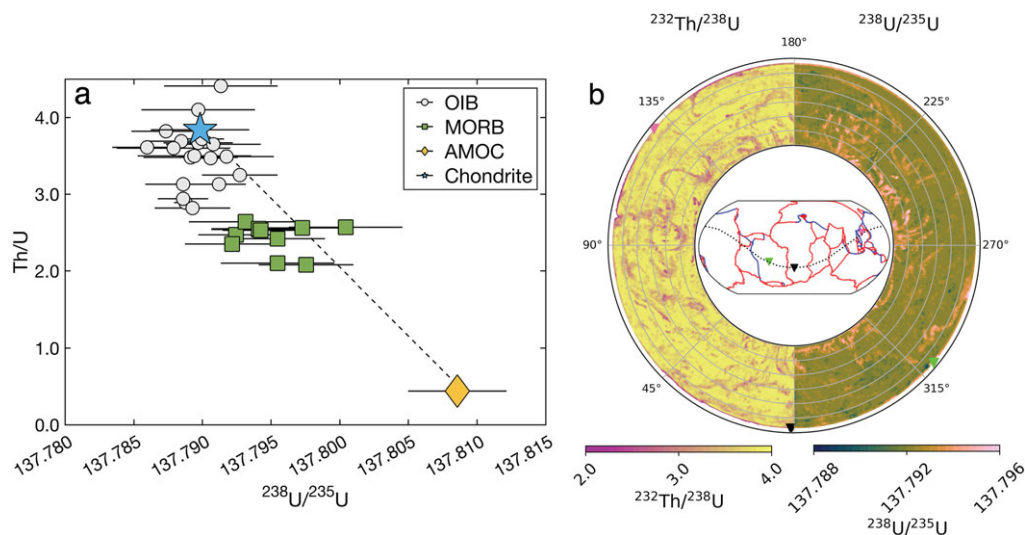 a
Th/U
4.0
3.0
2.0
1.0
0.0
OIB
MORB
AMOC
Chondrite
137.780
137.785
137.790
137.795
137.800
137.805
137.810
137.815
²³⁸U/²³⁵U
b
²³²Th/²³⁸U
²³⁸U/²³⁵U
180°
135°
225°
90°
270°
45°
315°
2.0
3.0
4.0
²³²Th/²³⁸U
137.788
137.792
137.796
²³⁸U/²³⁵U